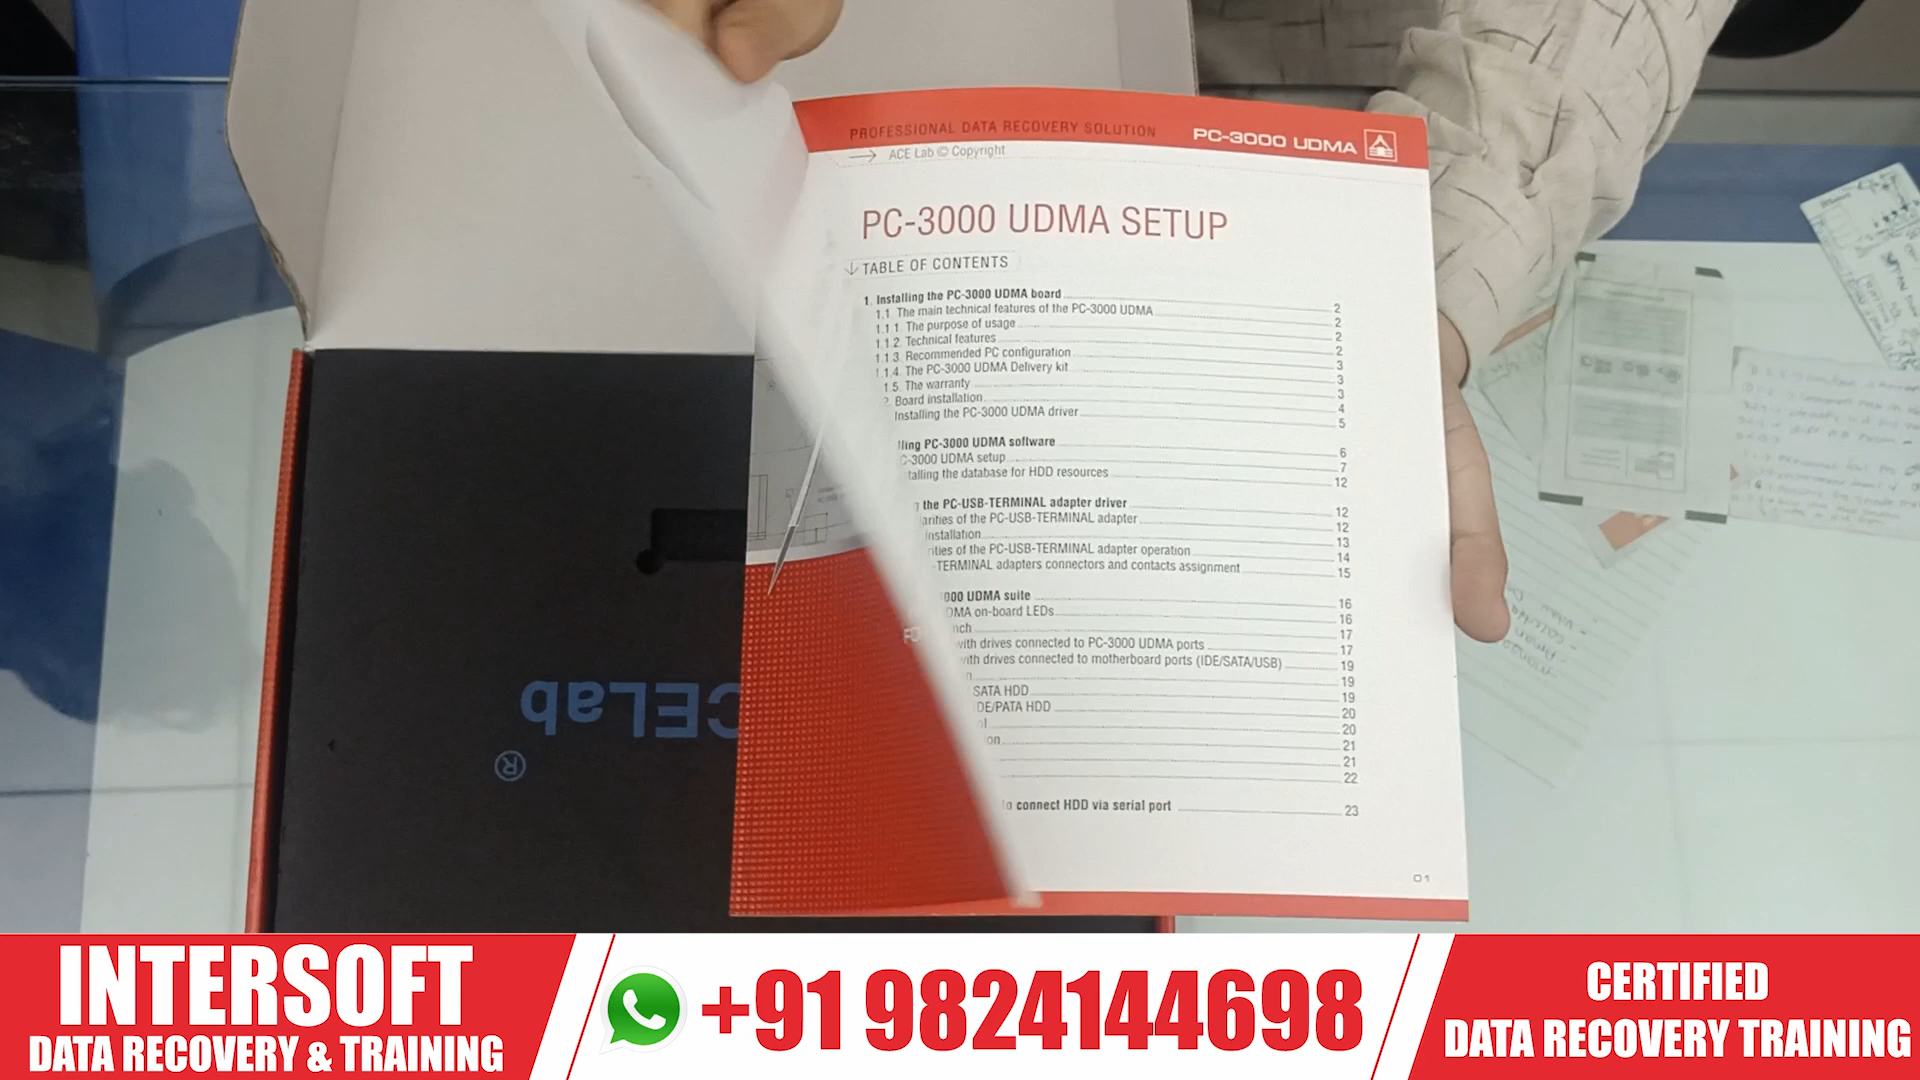 PROFESSIONAL DATA RECOVERY SOLUTION
PC-3000 UDMA
ACE Lab © Copyright
PC-3000 UDMA SETUP
TABLE OF CONTENTS
1. Installing the PC-3000 UDMA board 2
1.1. The main technical features of the PC-3000 UDMA 2
1.1.1. The purpose of usage 2
1.1.2. Technical features 2
1.1.3. Recommended PC configuration 3
1.1.4. The PC-3000 UDMA Delivery kit 3
1.5. The warranty 3
2. Board installation 4
Installing the PC-3000 UDMA driver 5
lling PC-3000 UDMA software 6
C-3000 UDMA setup 7
talling the database for HDD resources 12
the PC-USB-TERMINAL adapter driver 12
arities of the PC-USB-TERMINAL adapter 12
installation 13
rities of the PC-USB-TERMINAL adapter operation 14
-TERMINAL adapters connectors and contacts assignment 15
000 UDMA suite 16
DMA on-board LEDs 16
nch 17
with drives connected to PC-3000 UDMA ports 17
with drives connected to motherboard ports (IDE/SATA/USB) 19
n 19
SATA HDD 19
IDE/PATA HDD 20
ol 20
on 21
21
22
to connect HDD via serial port 23
01
FO
CELab
®
INTERSOFT
DATA RECOVERY & TRAINING
+91 9824144698
CERTIFIED
DATA RECOVERY TRAINING